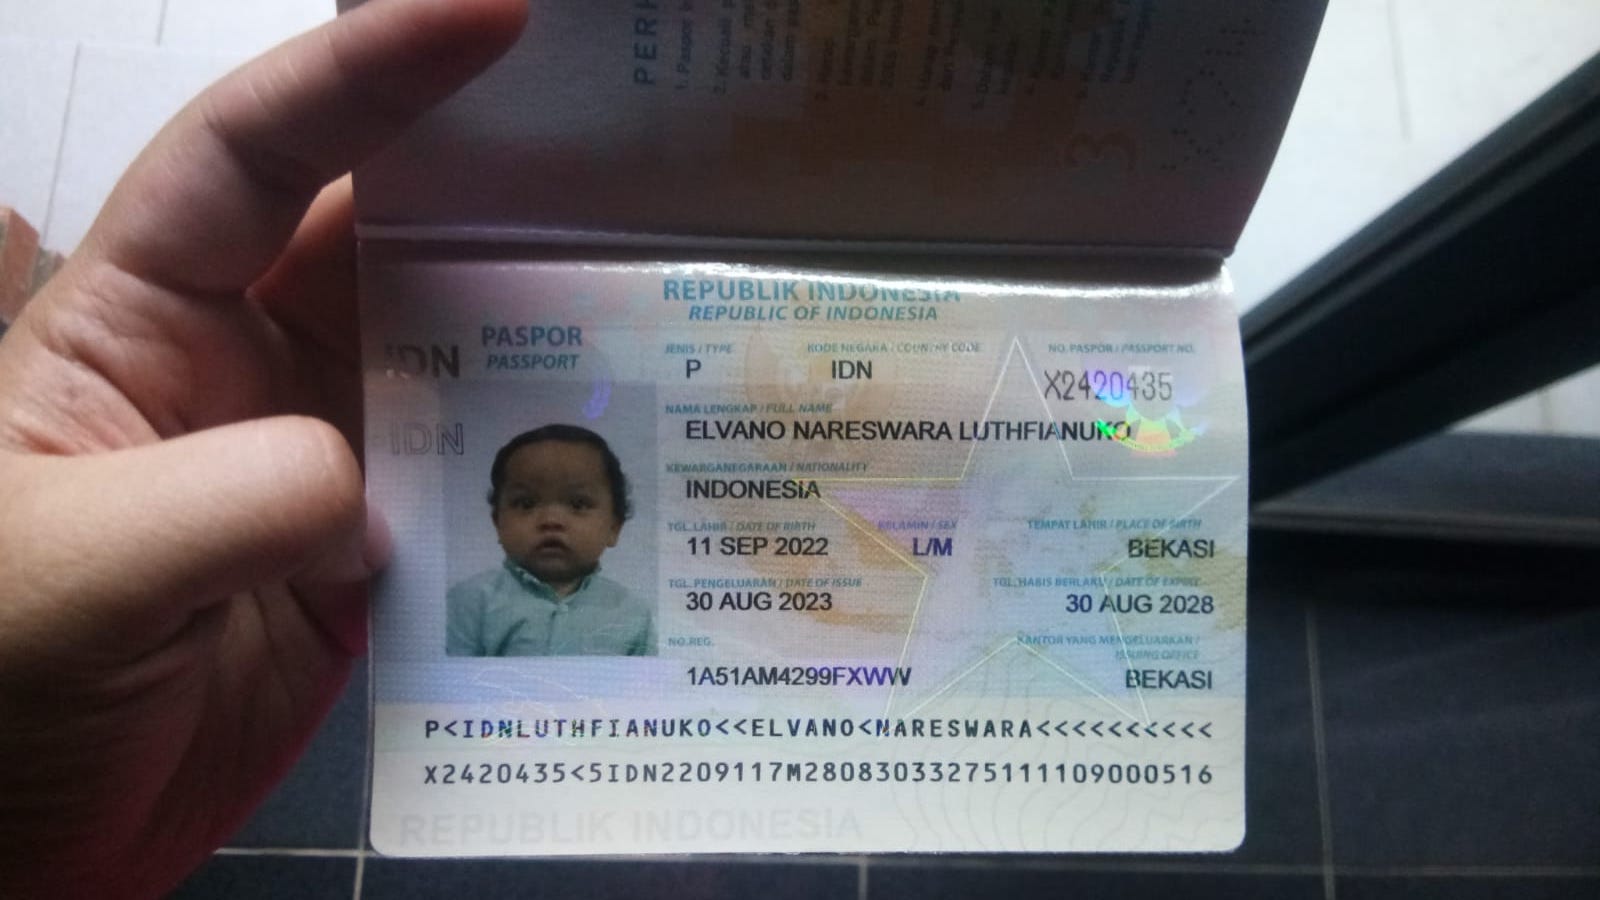 PASPOR
PASSPORT
REPUBLIK INDONESIA
REPUBLIC OF INDONESIA
IDN
IDN
JENIS / TYPE
P
KODE NEGARA / COUNTRY CODE
IDN
NO. PASPOR / PASSPORT NO.
X2420435
NAMA LENGKAP / FULL NAME
ELVANO NARESWARA LUTHFIANUKO
KEWARGANEGARAAN / NATIONALITY
INDONESIA
TGL. LAHIR / DATE OF BIRTH
11 SEP 2022
KELAMIN / SEX
L/M
TEMPAT LAHIR / PLACE OF BIRTH
BEKASI
TGL. PENGELUARAN / DATE OF ISSUE
30 AUG 2023
TGL. HABIS BERLAKU / DATE OF EXPIRY
30 AUG 2028
NO. REG.
1A51AM4299FXWW
KANTOR YANG MENGELUARKAN /
ISSUING OFFICE
BEKASI
P<IDNLUTHFIANUKO<<ELVANO<NARESWARA<<<<<<<<<<
X2420435<5IDN2209117M28083033275111109000516
REPUBLIK INDONESIA